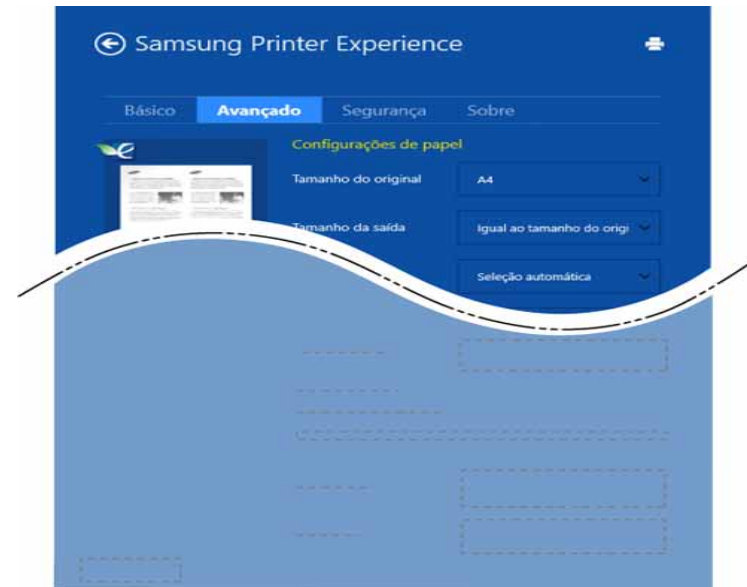 Samsung Printer Experience
Básico Avançado Segurança Sobre
Configurações de papel
Tamanho do original A4
Tamanho da saída Igual ao tamanho do origi
Seleção automática